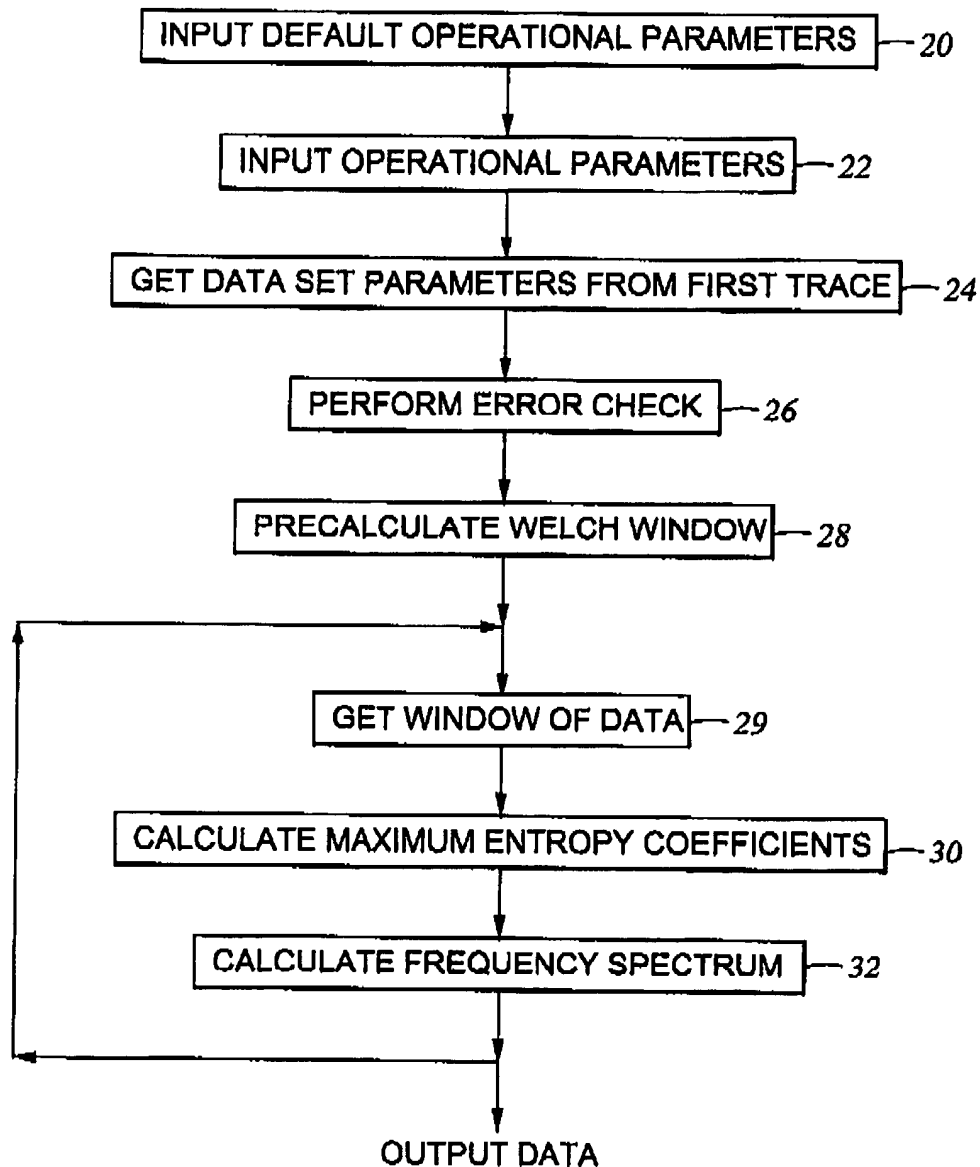 INPUT DEFAULT OPERATIONAL PARAMETERS 20
INPUT OPERATIONAL PARAMETERS 22
GET DATA SET PARAMETERS FROM FIRST TRACE 24
PERFORM ERROR CHECK 26
PRECALCULATE WELCH WINDOW 28
GET WINDOW OF DATA 29
CALCULATE MAXIMUM ENTROPY COEFFICIENTS 30
CALCULATE FREQUENCY SPECTRUM 32
OUTPUT DATA